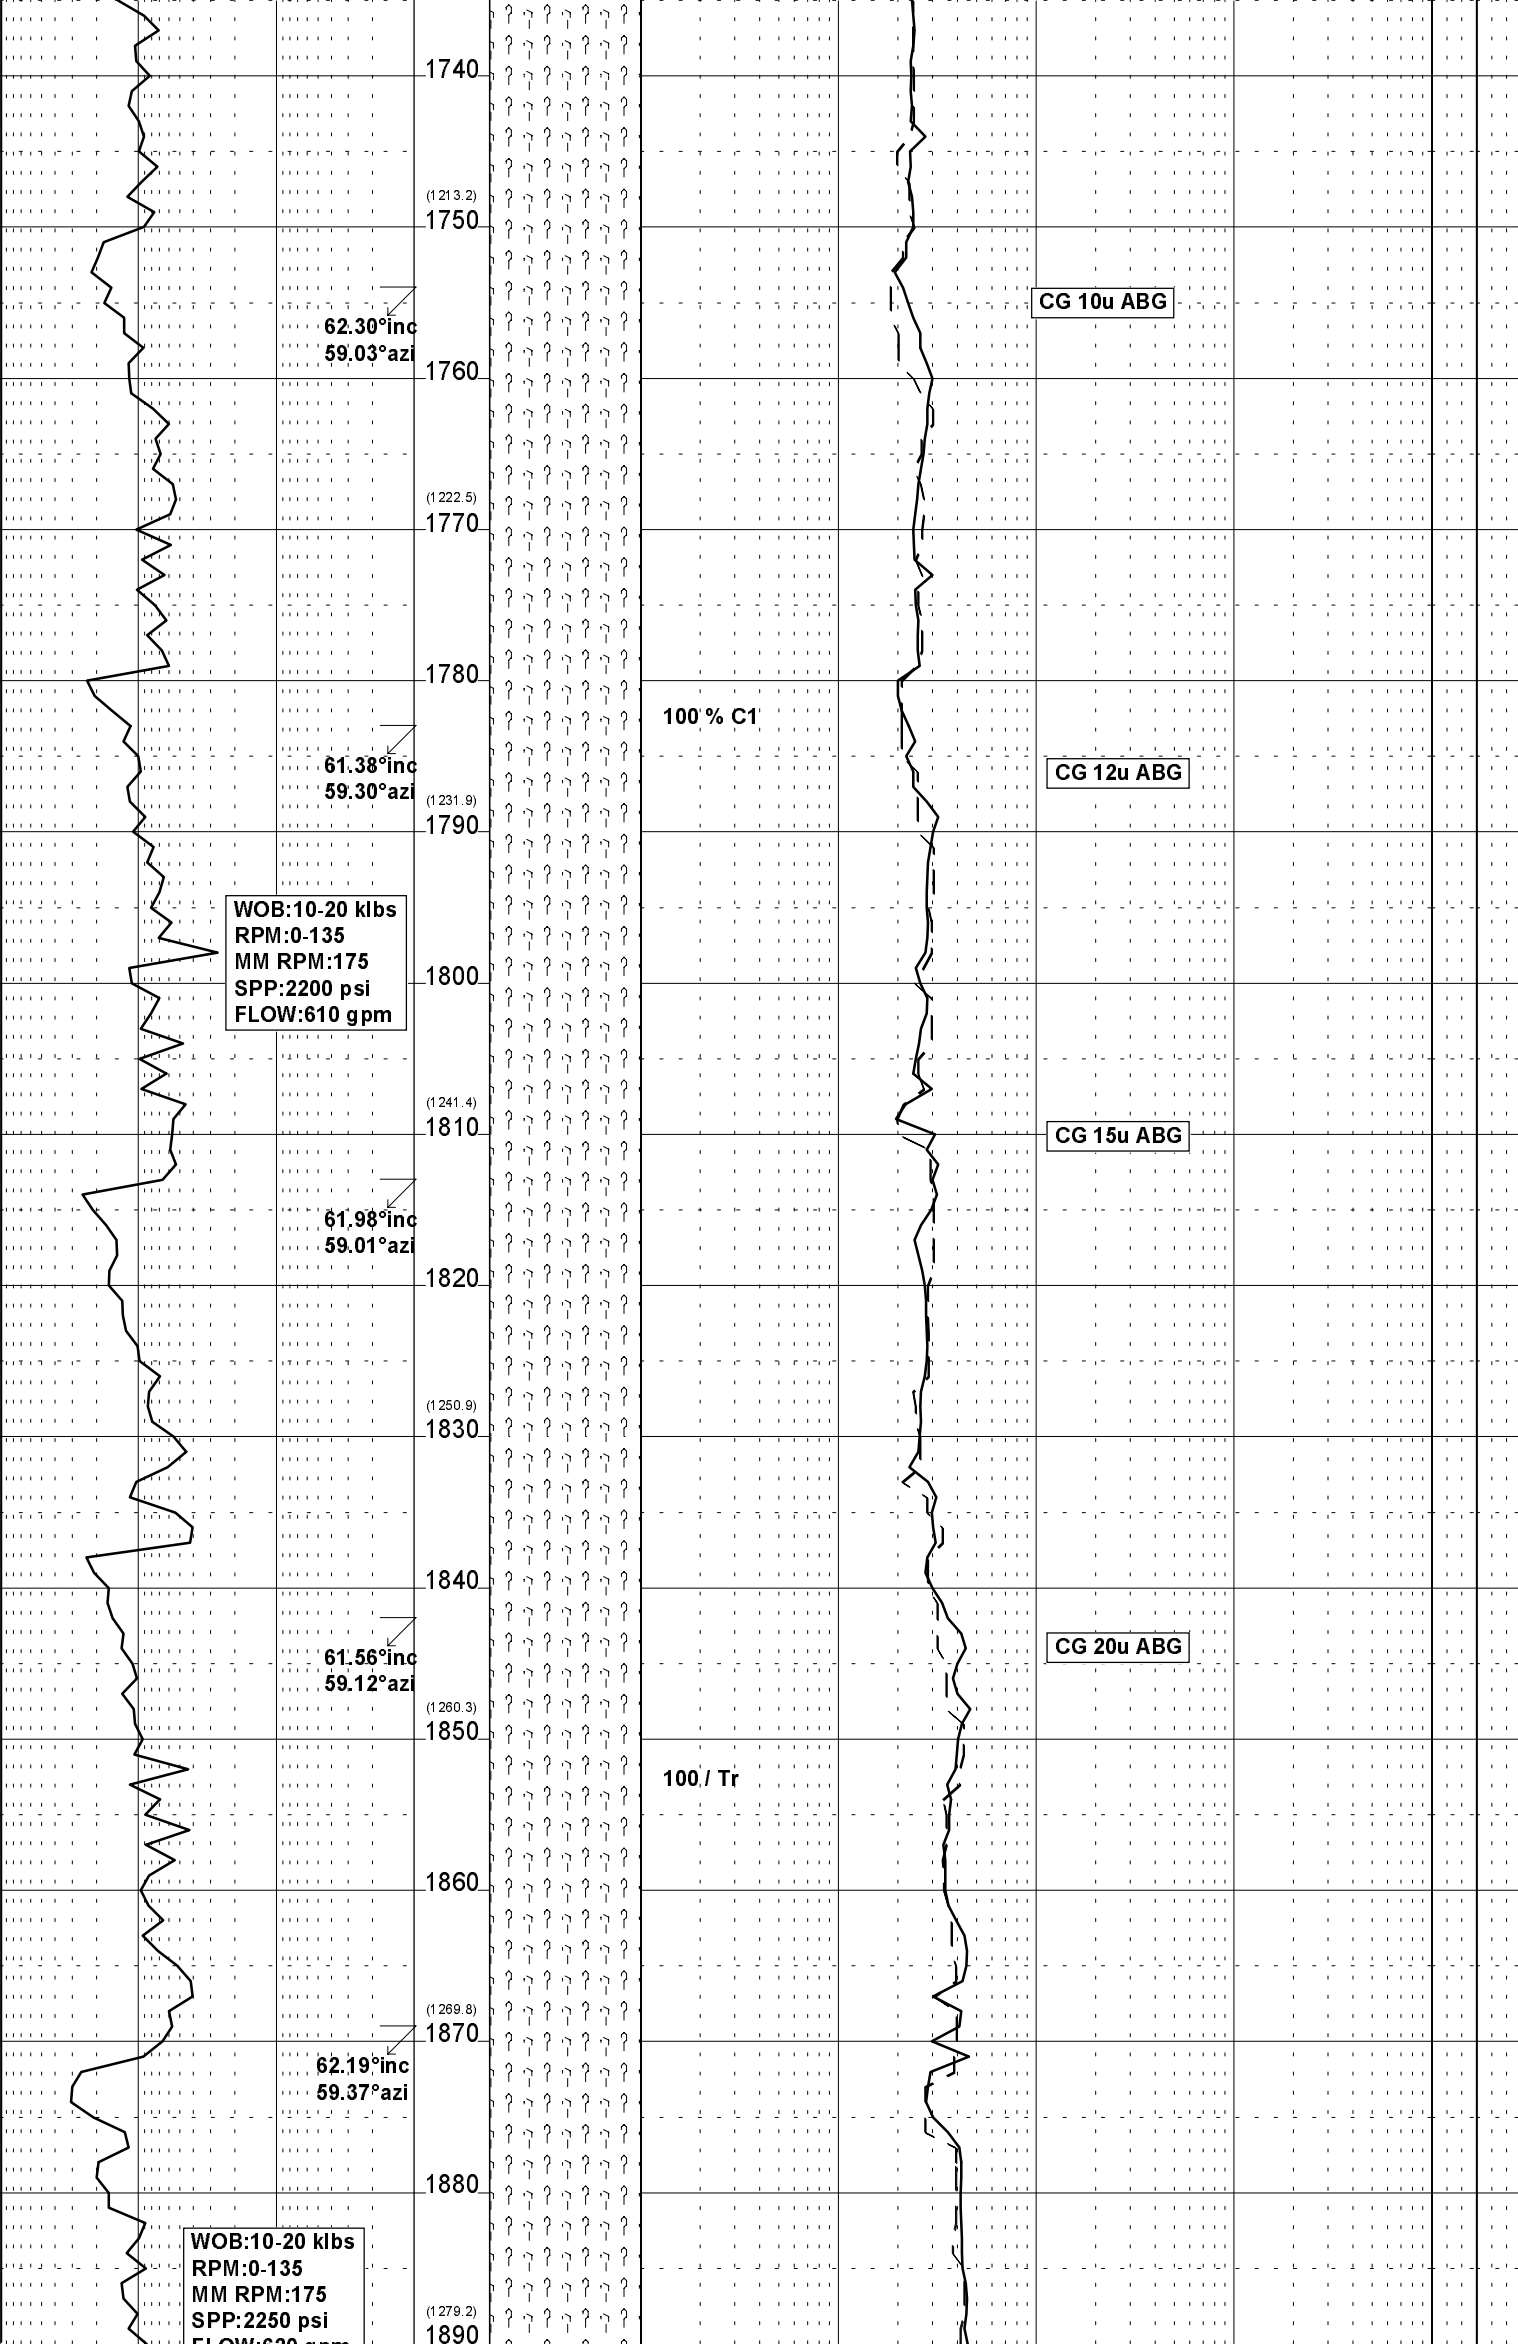 1740
(1213.2)
1750
62.30°inc
59.03°azi
CG 10u ABG
1760
(1222.5)
1770
1780
100 % C1
61.38°inc
59.30°azi
CG 12u ABG
(1231.9)
1790
WOB:10-20 klbs
RPM:0-135
MM RPM:175
SPP:2200 psi
FLOW:610 gpm
1800
(1241.4)
1810
CG 15u ABG
61.98°inc
59.01°azi
1820
(1250.9)
1830
1840
61.56°inc
59.12°azi
CG 20u ABG
(1260.3)
1850
100 / Tr
1860
(1269.8)
1870
62.19°inc
59.37°azi
1880
WOB:10-20 klbs
RPM:0-135
MM RPM:175
SPP:2250 psi
FLOW:620 gpm
(1279.2)
1890